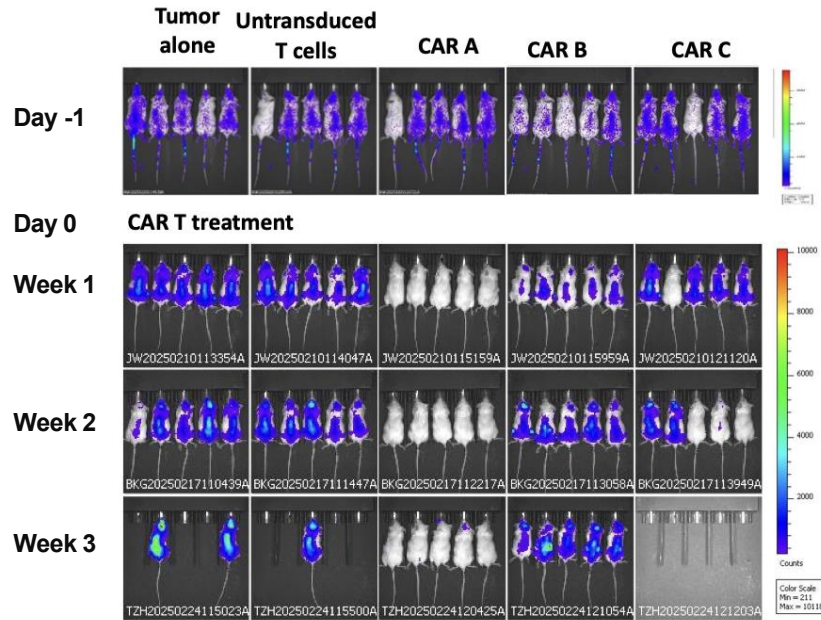 Tumor alone
Untransduced T cells
CAR A
CAR B
CAR C
Day -1
Day 0
CAR T treatment
Week 1
JW20250210113354A
JW20250210114047A
JW20250210115159A
JW20250210115959A
JW20250210121120A
Week 2
BKG20250217110439A
BKG20250217111447A
BKG20250217112217A
BKG20250217113058A
BKG20250217113949A
Week 3
TZH20250224115023A
TZH20250224115500A
TZH20250224120425A
TZH20250224121054A
TZH20250224121203A
10000
8000
6000
4000
2000
Counts
Color Scale
Min = 211
Max = 10118